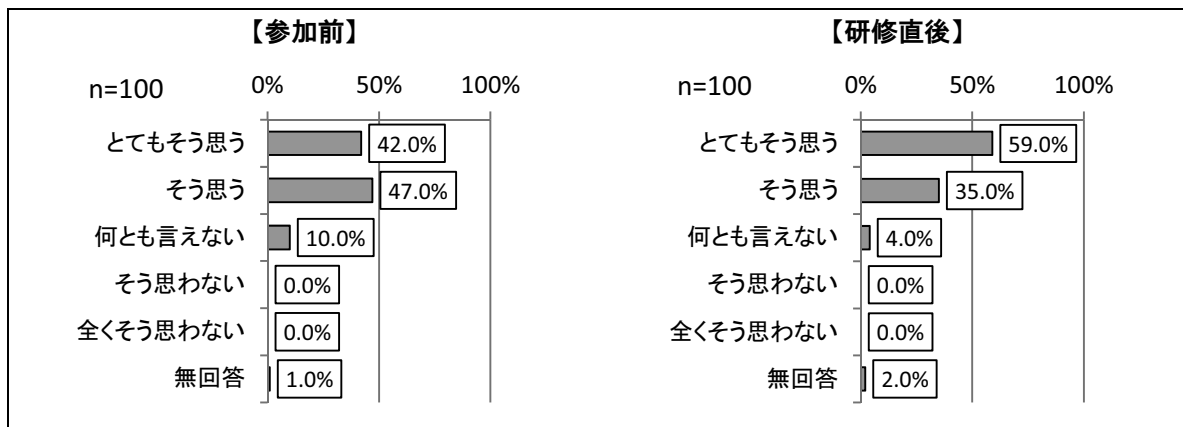 【参加前】
n=100
0% 50% 100%
とてもそう思う 42.0%
そう思う 47.0%
何とも言えない 10.0%
そう思わない 0.0%
全くそう思わない 0.0%
無回答 1.0%
【研修直後】
n=100
0% 50% 100%
とてもそう思う 59.0%
そう思う 35.0%
何とも言えない 4.0%
そう思わない 0.0%
全くそう思わない 0.0%
無回答 2.0%